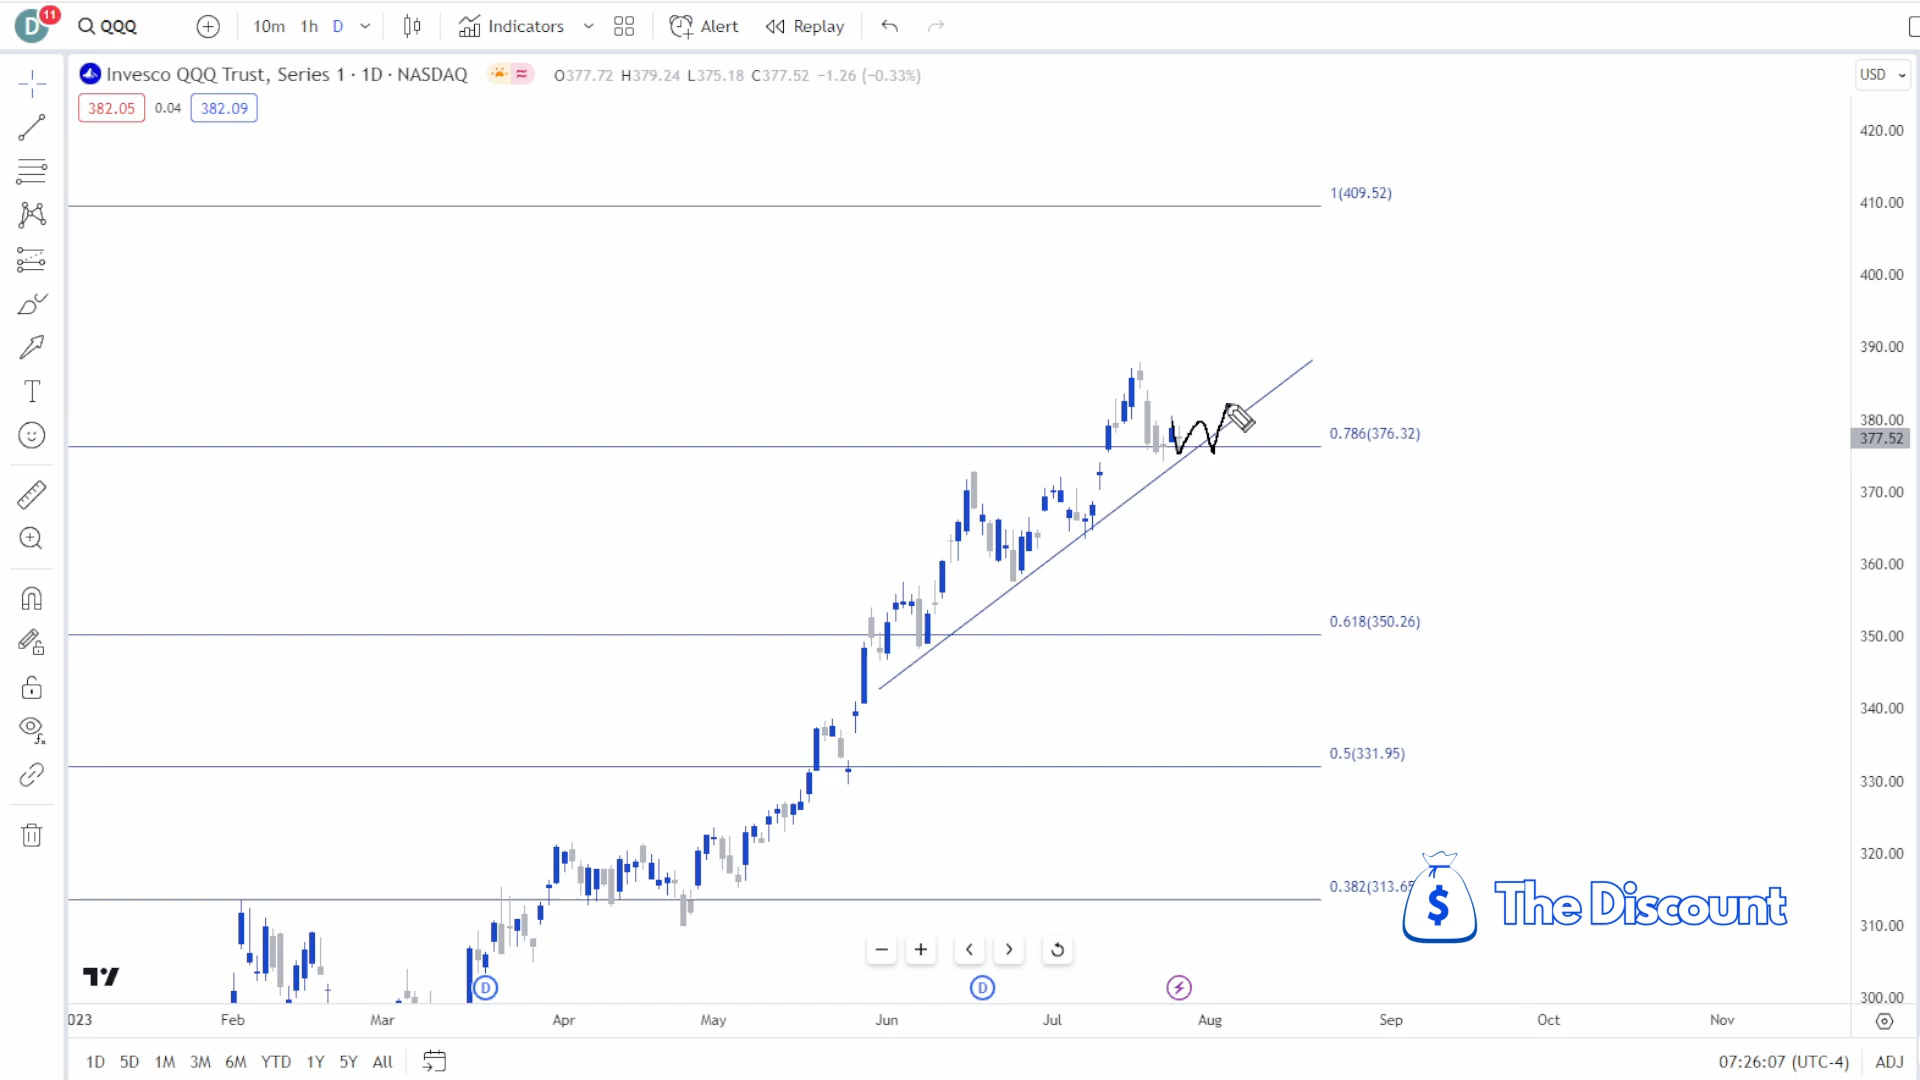 D 11 QQQ 10m 1h D Indicators Alert Replay
Invesco QQQ Trust, Series 1 · 1D · NASDAQ O377.72 H379.24 L375.18 C377.52 −1.26 (−0.33%) USD
382.05 0.04 382.09
420.00
1(409.52)
410.00
400.00
390.00
380.00
0.786(376.32)
377.52
370.00
360.00
0.618(350.26)
350.00
340.00
0.5(331.95)
330.00
320.00
0.382(313.65
$ The Discount
310.00
D D
300.00
023 Feb Mar Apr May Jun Jul Aug Sep Oct Nov
1D 5D 1M 3M 6M YTD 1Y 5Y All 07:26:07 (UTC-4) ADJ